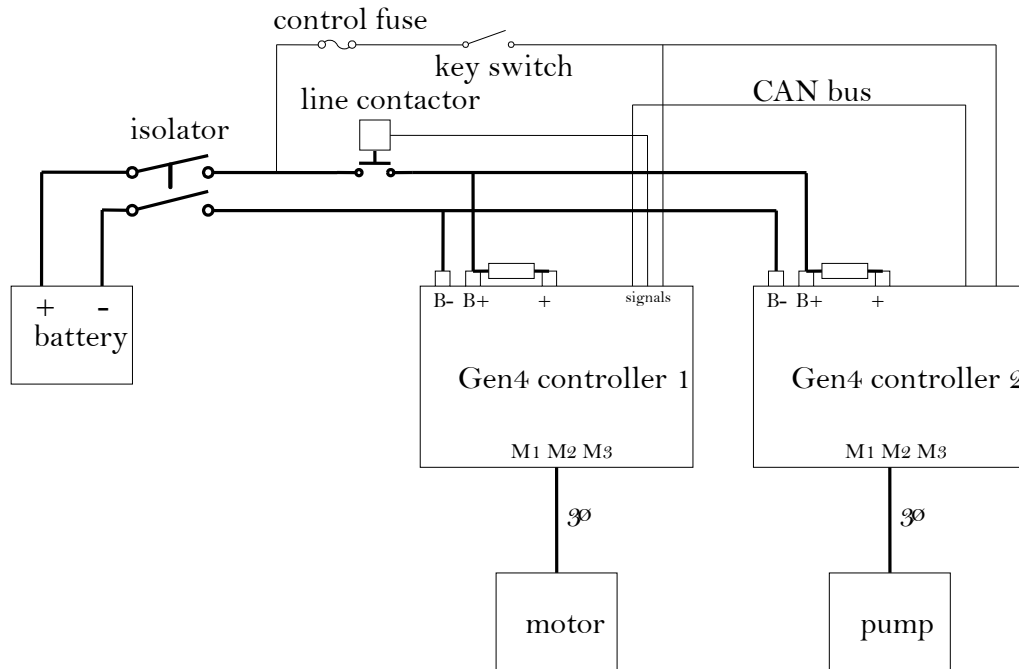 control fuse
key switch
line contactor
CAN bus
isolator
+ -
battery
B- B+ + signals
B- B+ +
Gen4 controller 1
Gen4 controller 2
M1 M2 M3
M1 M2 M3
3ø
3ø
motor
pump